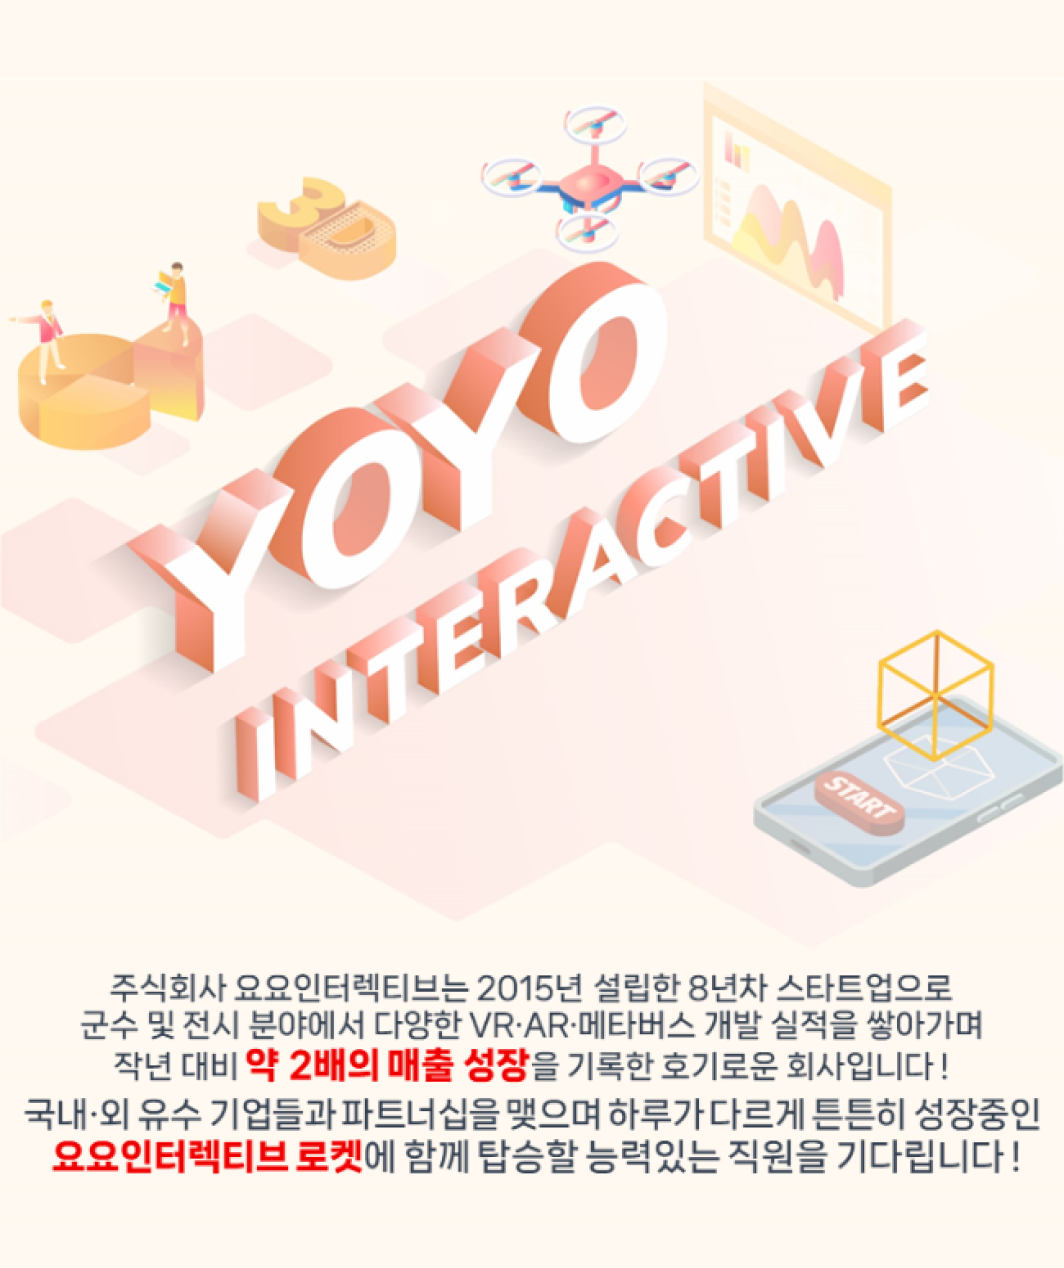 3D
YOYO
INTERACTIVE
START
주식회사 요요인터렉티브는 2015년 설립한 8년차 스타트업으로
군수 및 전시 분야에서 다양한 VR·AR·메타버스 개발 실적을 쌓아가며
작년 대비 약 2배의 매출 성장을 기록한 호기로운 회사입니다!
국내·외 유수 기업들과 파트너십을 맺으며 하루가 다르게 튼튼히 성장중인
요요인터렉티브 로켓에 함께 탑승할 능력있는 직원을 기다립니다!